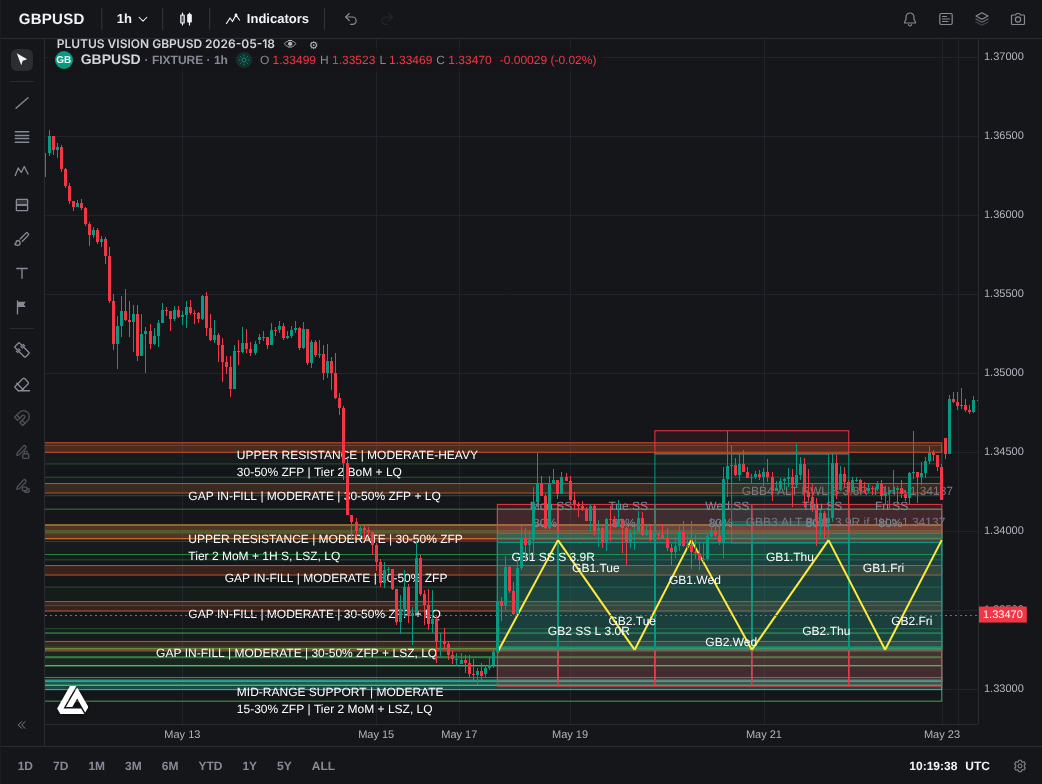 GBPUSD
1h
Indicators
PLUTUS VISION GBPUSD 2026-05-18
GB GBPUSD · FIXTURE · 1h O 1.33499 H 1.33523 L 1.33469 C 1.33470 -0.00029 (-0.02%)
1.37000
1.36500
1.36000
1.35500
1.35000
1.34500
1.34000
1.33470
1.33000
UPPER RESISTANCE | MODERATE-HEAVY
30-50% ZFP | Tier 2 BoM + LQ
GAP IN-FILL | MODERATE | 30-50% ZFP + LQ
UPPER RESISTANCE | MODERATE | 30-50% ZFP
Tier 2 MoM + 1H S, LSZ, LQ
GAP IN-FILL | MODERATE | 30-50% ZFP
GAP IN-FILL | MODERATE | 30-50% ZFP + LQ
GAP IN-FILL | MODERATE | 30-50% ZFP + LSZ, LQ
MID-RANGE SUPPORT | MODERATE
15-30% ZFP | Tier 2 MoM + LSZ, LQ
Tue SS
Wed SS
Fri SS
80%
GB1 SS S 3.9R
GB1.Tue
GB1.Wed
GB1.Thu
GB1.Fri
GB2 SS L 3.0R
GB2.Tue
GB2.Wed
GB2.Thu
GB2.Fri
May 13
May 15
May 17
May 19
May 21
May 23
1D 7D 1M 3M 6M YTD 1Y 5Y ALL
10:19:38 UTC